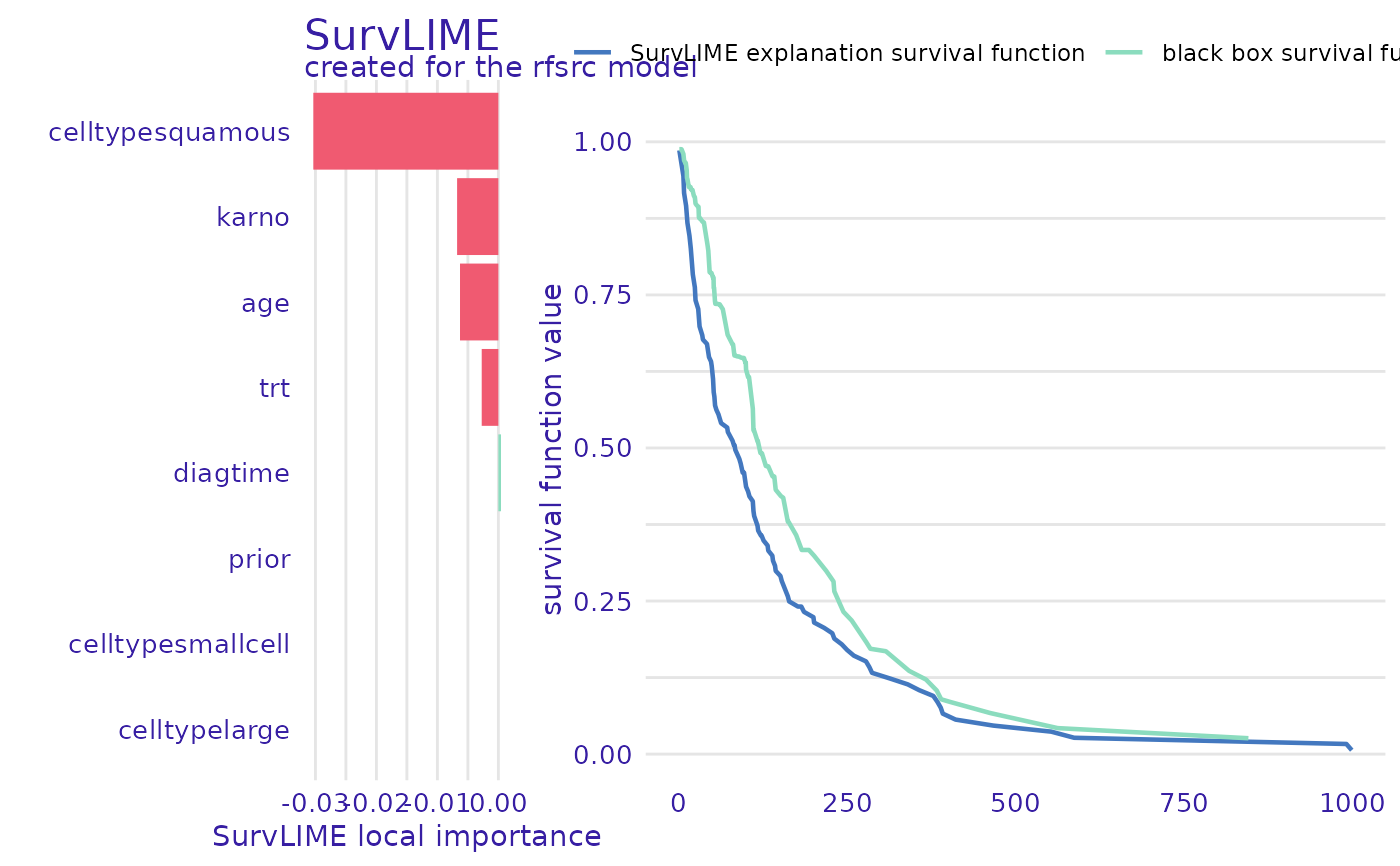 SurvLIME
created for the rfsrc model
celltypesquamous
karno
age
trt
diagtime
prior
celltypesmallcell
celltypelarge
-0.03 -0.02 -0.01 0.00
SurvLIME local importance
SurvLIME explanation survival function
black box survival fu
survival function value
1.00
0.75
0.50
0.25
0.00
0 250 500 750 1000